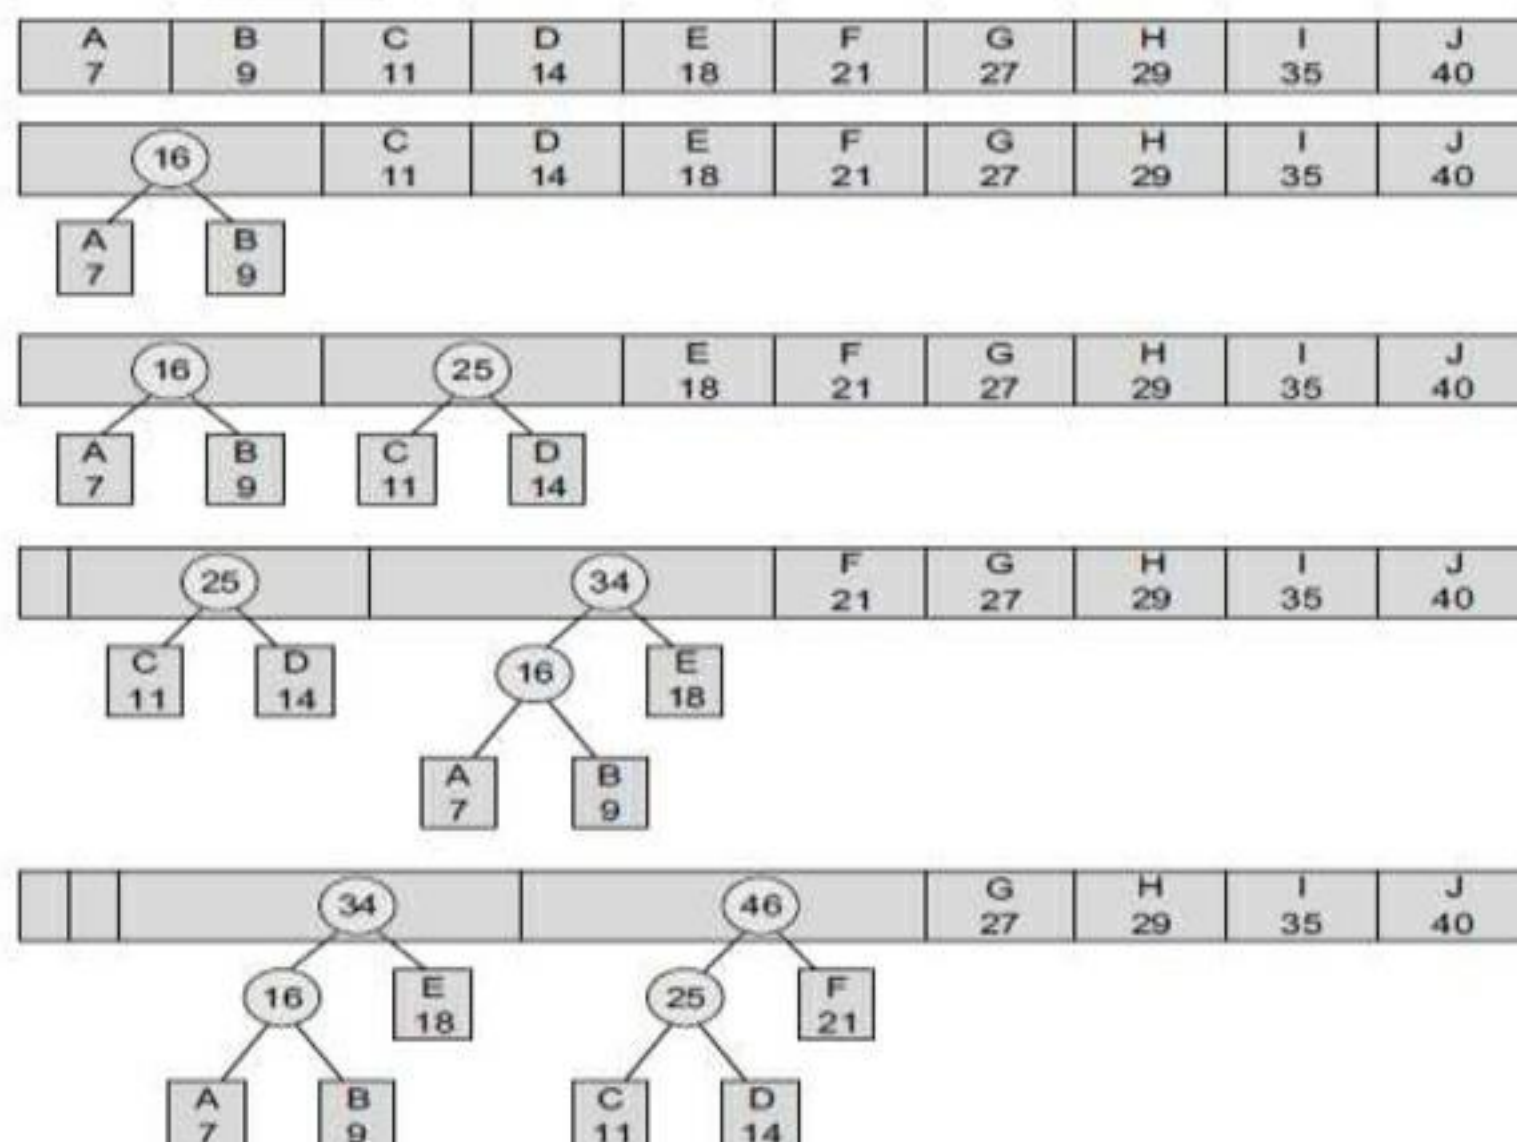 A B C D E F G H I J
7 9 11 14 18 21 27 29 35 40
16 C D E F G H I J
11 14 18 21 27 29 35 40
A B
7 9
16 25 E F G H I J
18 21 27 29 35 40
A B C D
7 9 11 14
25 34 F G H I J
21 27 29 35 40
C D 16 E
11 14 18
A B
7 9
34 46 G H I J
27 29 35 40
16 E 25 F
18 21
A B C D
7 9 11 14